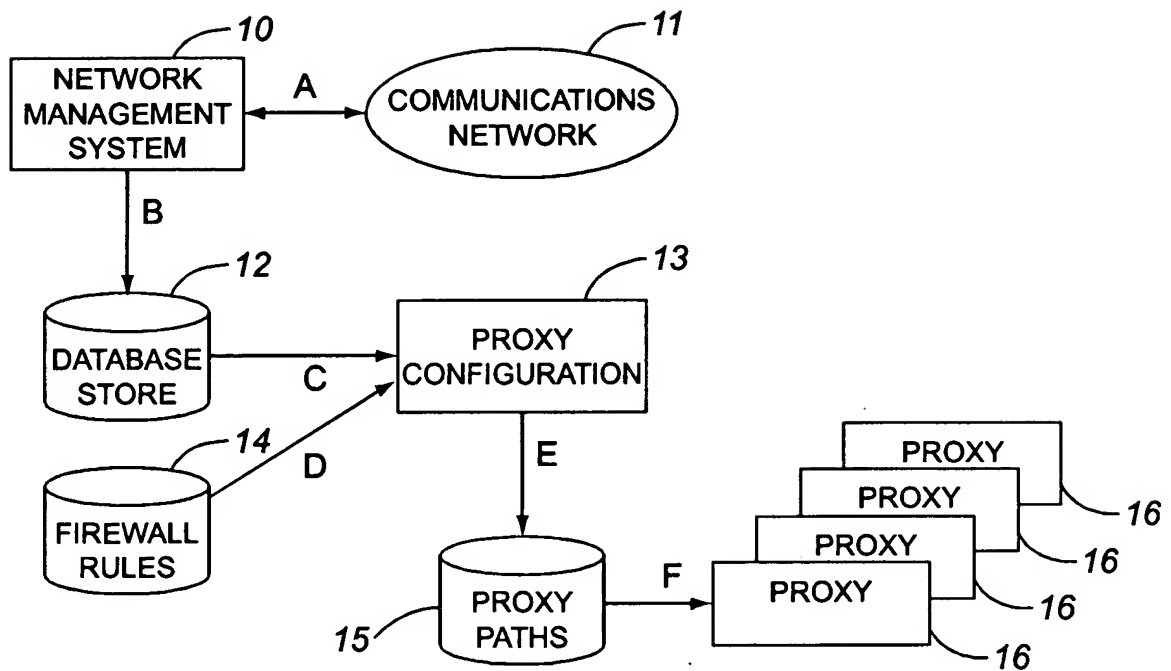 10
11
NETWORK
MANAGEMENT
SYSTEM
A
COMMUNICATIONS
NETWORK
B
12
13
DATABASE
STORE
C
PROXY
CONFIGURATION
14
D
FIREWALL
RULES
E
PROXY
16
PROXY
16
PROXY
16
PROXY
16
F
15
PROXY
PATHS